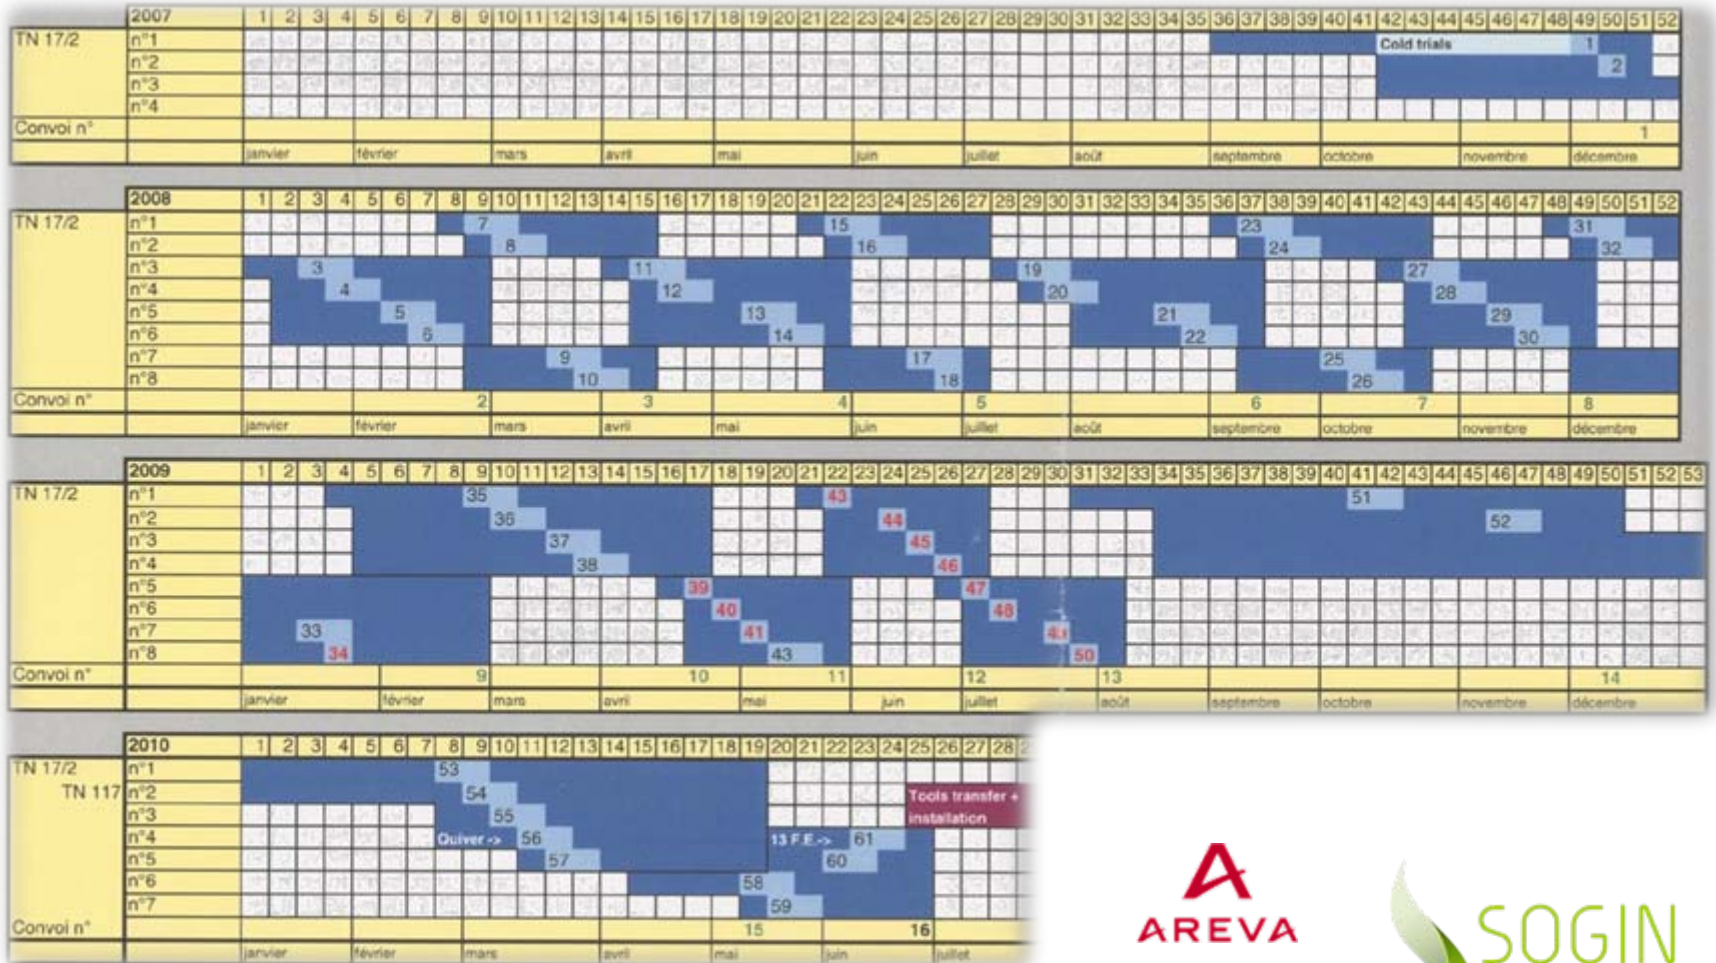 2007 1 2 3 4 5 6 7 8 9 10 11 12 13 14 15 16 17 18 19 20 21 22 23 24 25 26 27 28 29 30 31 32 33 34 35 36 37 38 39 40 41 42 43 44 45 46 47 48 49 50 51 52
TN 17/2 n°1 Cold trials 1
n°2 2
n°3
n°4
Convoi n° 1
janvier février mars avril mai juin juillet août septembre octobre novembre décembre
2008 1 2 3 4 5 6 7 8 9 10 11 12 13 14 15 16 17 18 19 20 21 22 23 24 25 26 27 28 29 30 31 32 33 34 35 36 37 38 39 40 41 42 43 44 45 46 47 48 49 50 51 52
TN 17/2 n°1 7 15 23 31
n°2 8 16 24 32
n°3 3 11 19 27
n°4 4 12 20 28
n°5 5 13 21 29
n°6 6 14 22 30
n°7 9 17 25
n°8 10 18 26
Convoi n° 2 3 4 5 6 7 8
janvier février mars avril mai juin juillet août septembre octobre novembre décembre
2009 1 2 3 4 5 6 7 8 9 10 11 12 13 14 15 16 17 18 19 20 21 22 23 24 25 26 27 28 29 30 31 32 33 34 35 36 37 38 39 40 41 42 43 44 45 46 47 48 49 50 51 52 53
TN 17/2 n°1 35 43 51
n°2 36 44 52
n°3 37 45
n°4 38 46
n°5 39 47
n°6 40 48
n°7 33 41
n°8 34 43 50
Convoi n° 9 10 11 12 13 14
janvier février mars avril mai juin juillet août septembre octobre novembre décembre
2010 1 2 3 4 5 6 7 8 9 10 11 12 13 14 15 16 17 18 19 20 21 22 23 24 25 26 27 28
TN 17/2 n°1 53
TN 117 n°2 54 Tools transfer +
n°3 55 installation
n°4 Quiver -> 56 13 F.E.-> 61
n°5 57 60
n°6 58
n°7 59
Convoi n° 15 16
janvier février mars avril mai juin juillet
AREVA
SOGIN